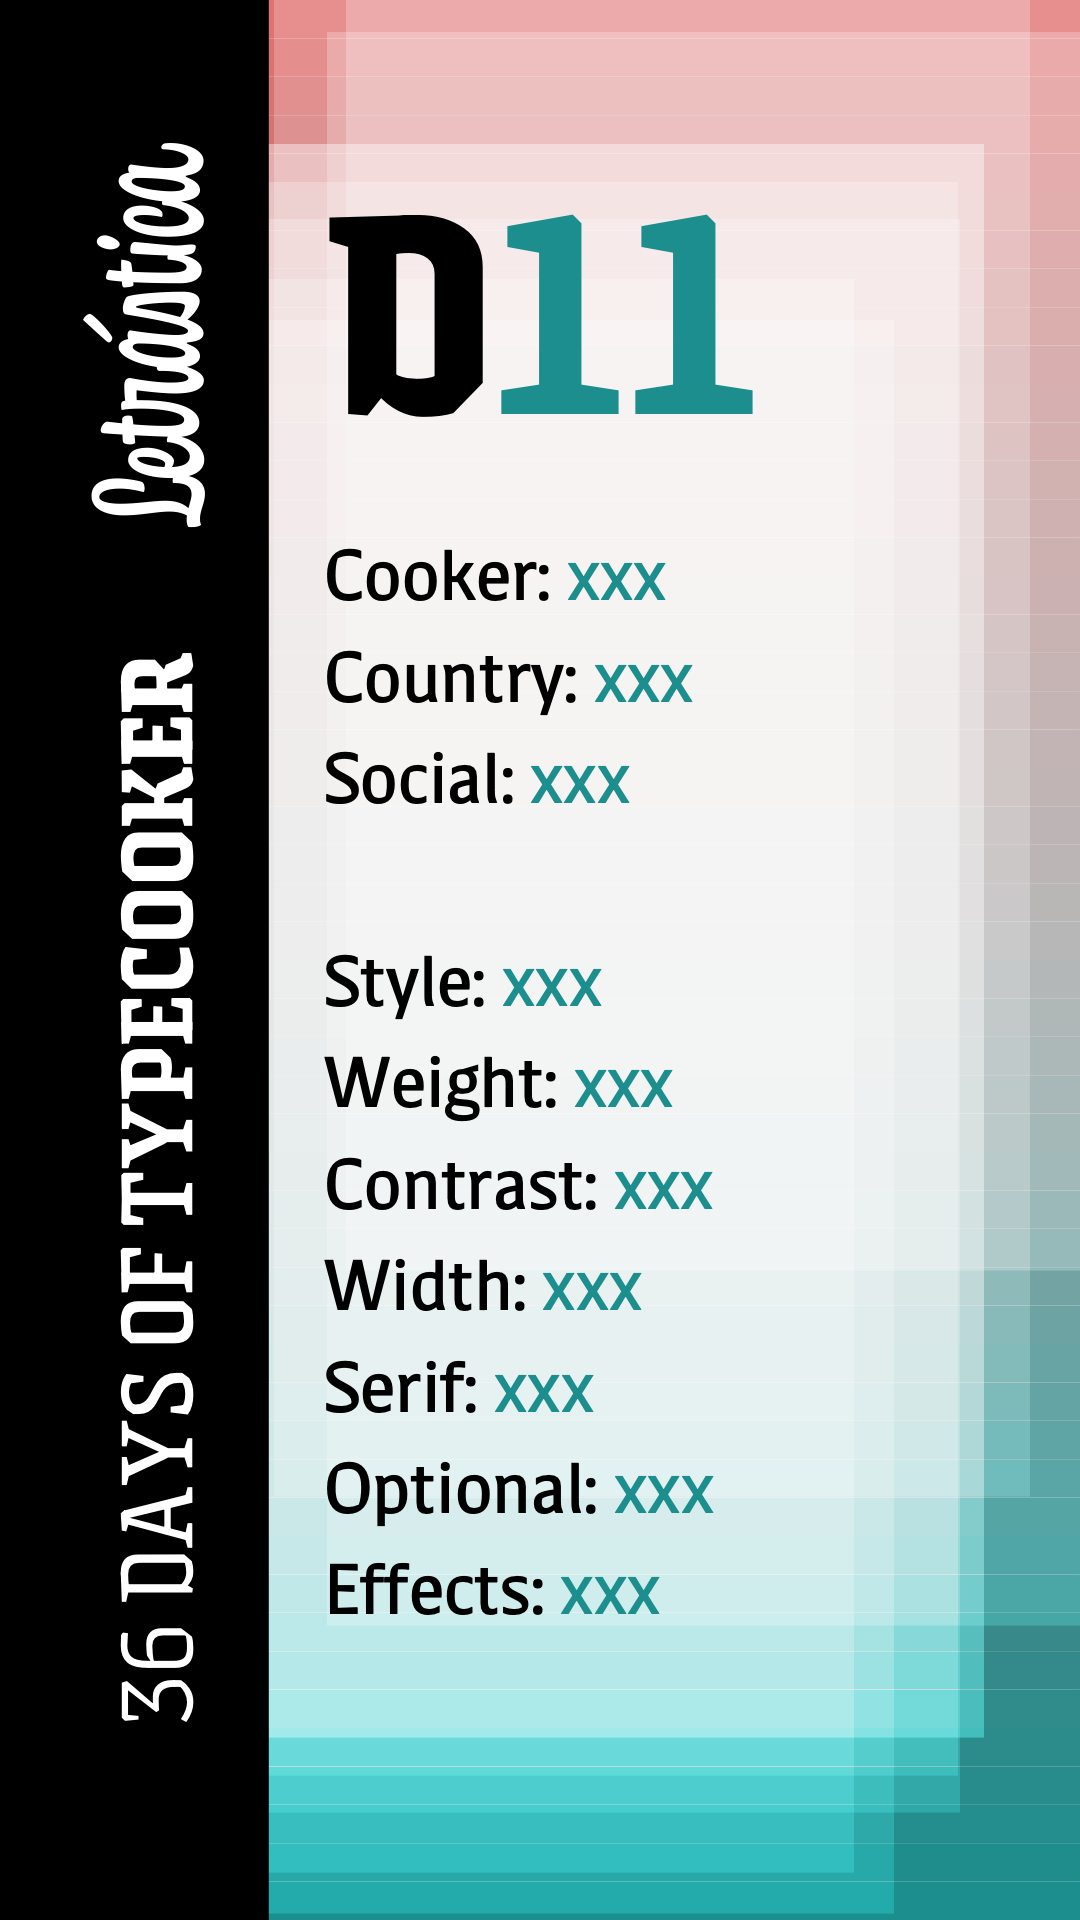 Letrástica
36 DAYS OF TYPECOOKER
D11
Cooker: xxx
Country: xxx
Social: xxx
Style: xxx
Weight: xxx
Contrast: xxx
Width: xxx
Serif: xxx
Optional: xxx
Effects: xxx